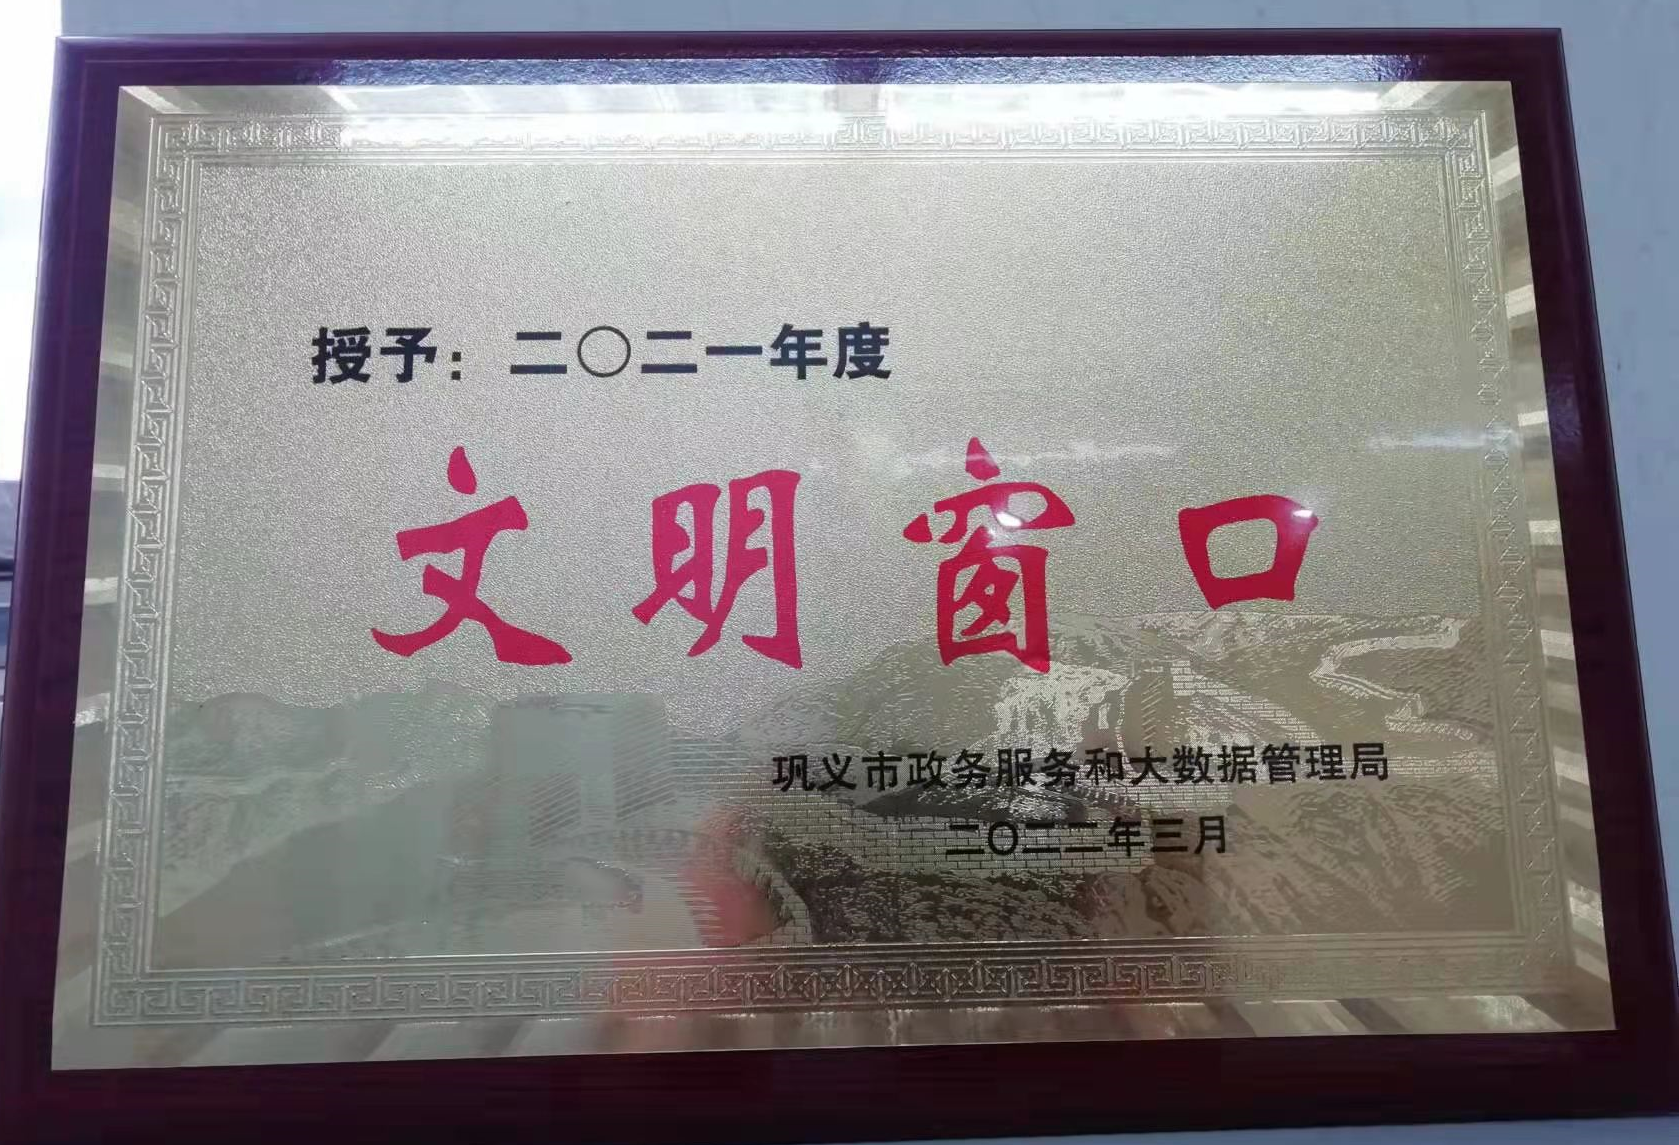 授予：二〇二一年度
文明窗口
巩义市政务服务和大数据管理局
二〇二二年三月